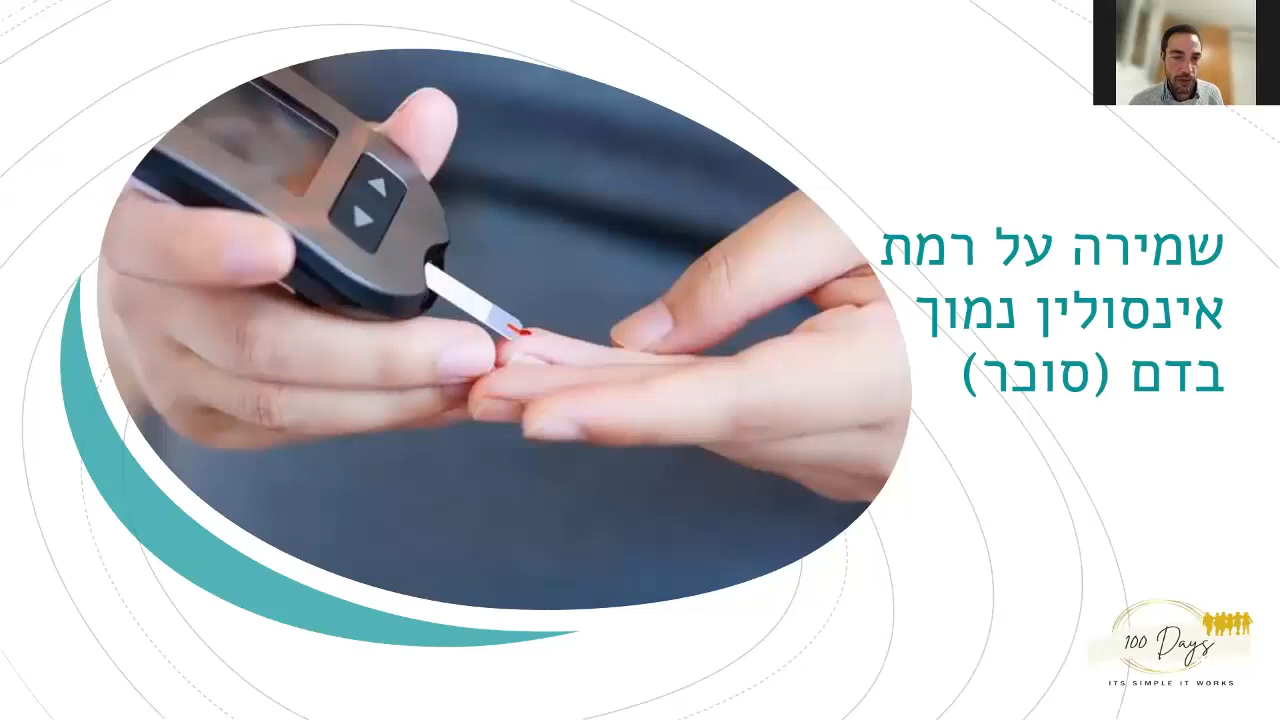 שמירה על רמת
אינסולין נמוך
בדם (סוכר)
100 Days
ITS SIMPLE IT WORKS